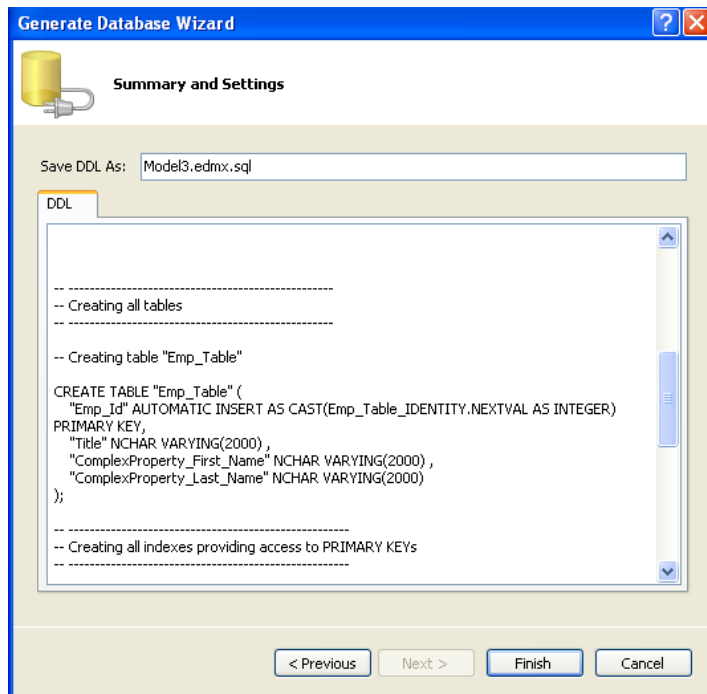 Generate Database Wizard
Summary and Settings
Save DDL As: Model3.edmx.sql
DDL
-- --------------------------------------------------
-- Creating all tables
-- --------------------------------------------------
-- Creating table "Emp_Table"
CREATE TABLE "Emp_Table" (
"Emp_Id" AUTOMATIC INSERT AS CAST(Emp_Table_IDENTITY.NEXTVAL AS INTEGER)
PRIMARY KEY,
"Title" NCHAR VARYING(2000) ,
"ComplexProperty_First_Name" NCHAR VARYING(2000) ,
"ComplexProperty_Last_Name" NCHAR VARYING(2000)
);
-- -----------------------------------------------------
-- Creating all indexes providing access to PRIMARY KEYs
-- -----------------------------------------------------
< Previous Next > Finish Cancel